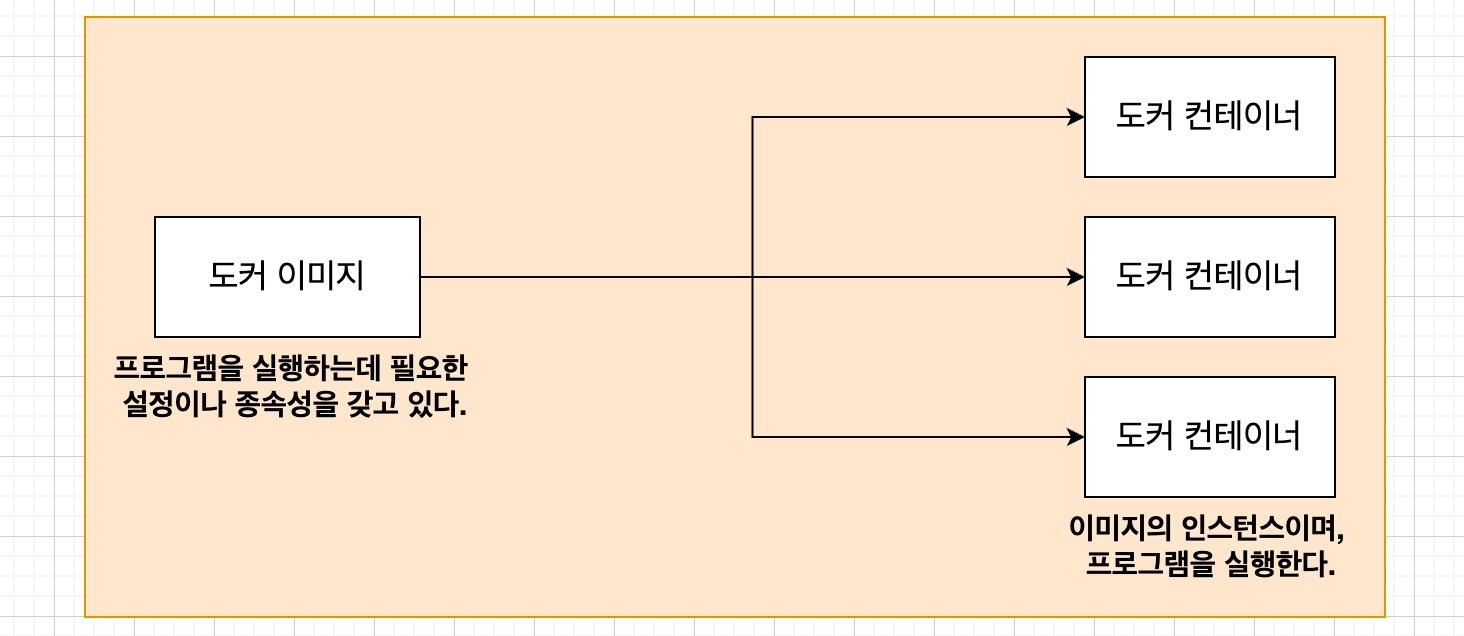 도커 컨테이너
도커 이미지
도커 컨테이너
프로그램을 실행하는데 필요한
설정이나 종속성을 갖고 있다.
도커 컨테이너
이미지의 인스턴스이며,
프로그램을 실행한다.